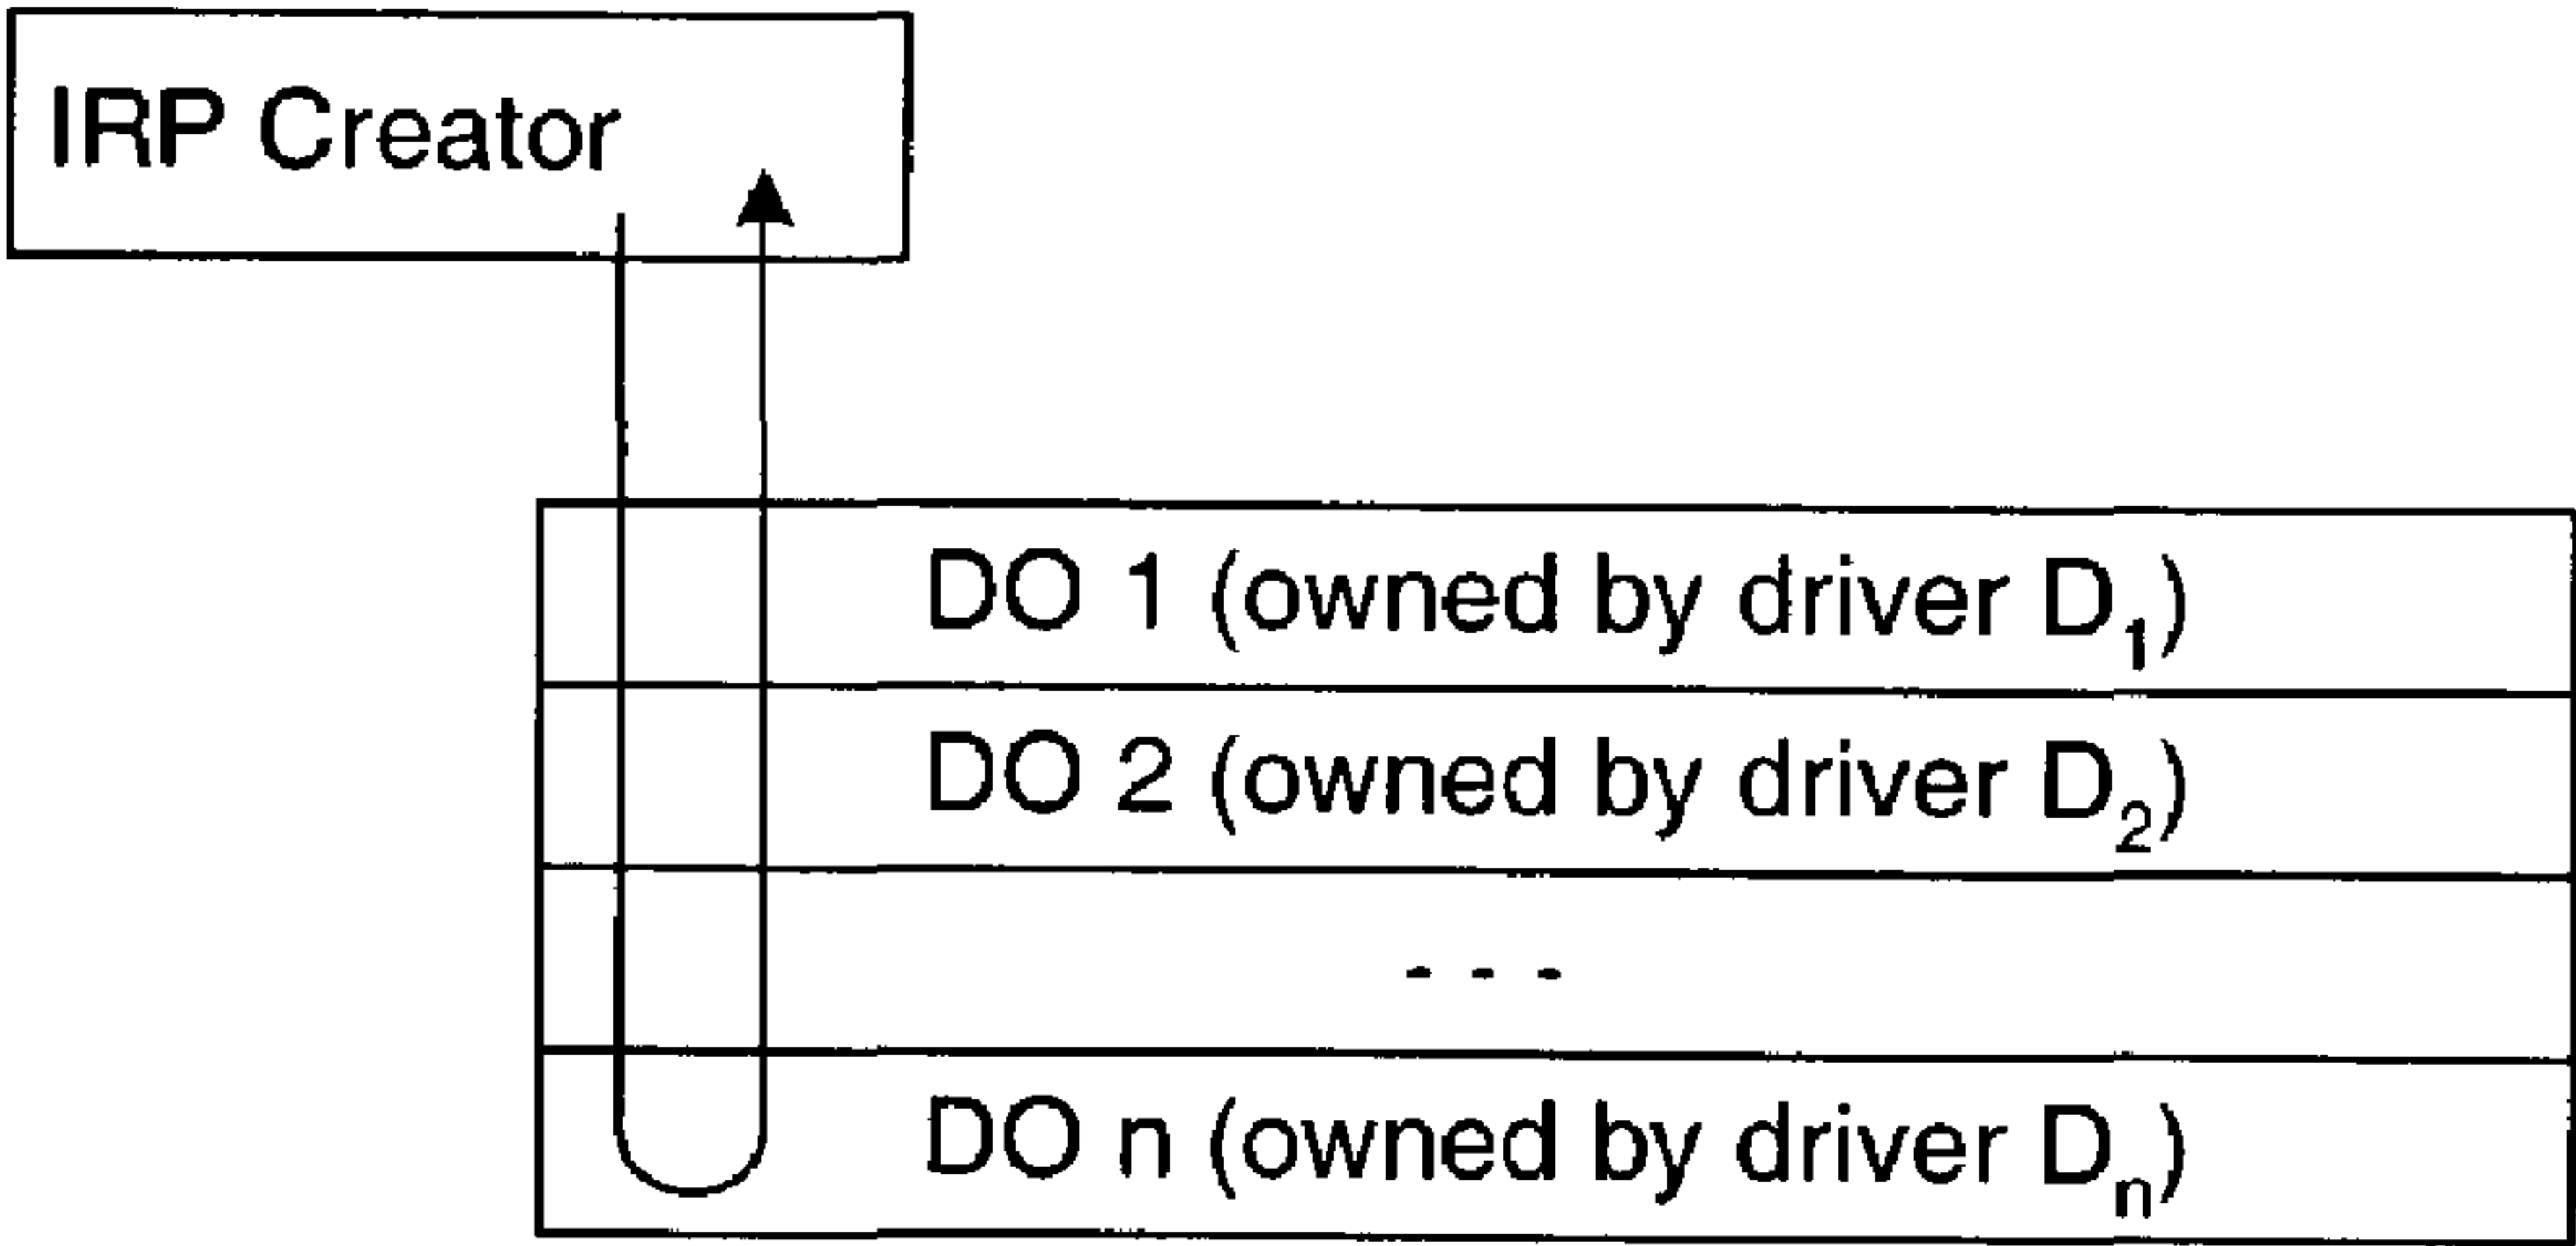 IRP Creator
DO 1 (owned by driver D₁)
DO 2 (owned by driver D₂)
- - -
DO n (owned by driver Dₙ)